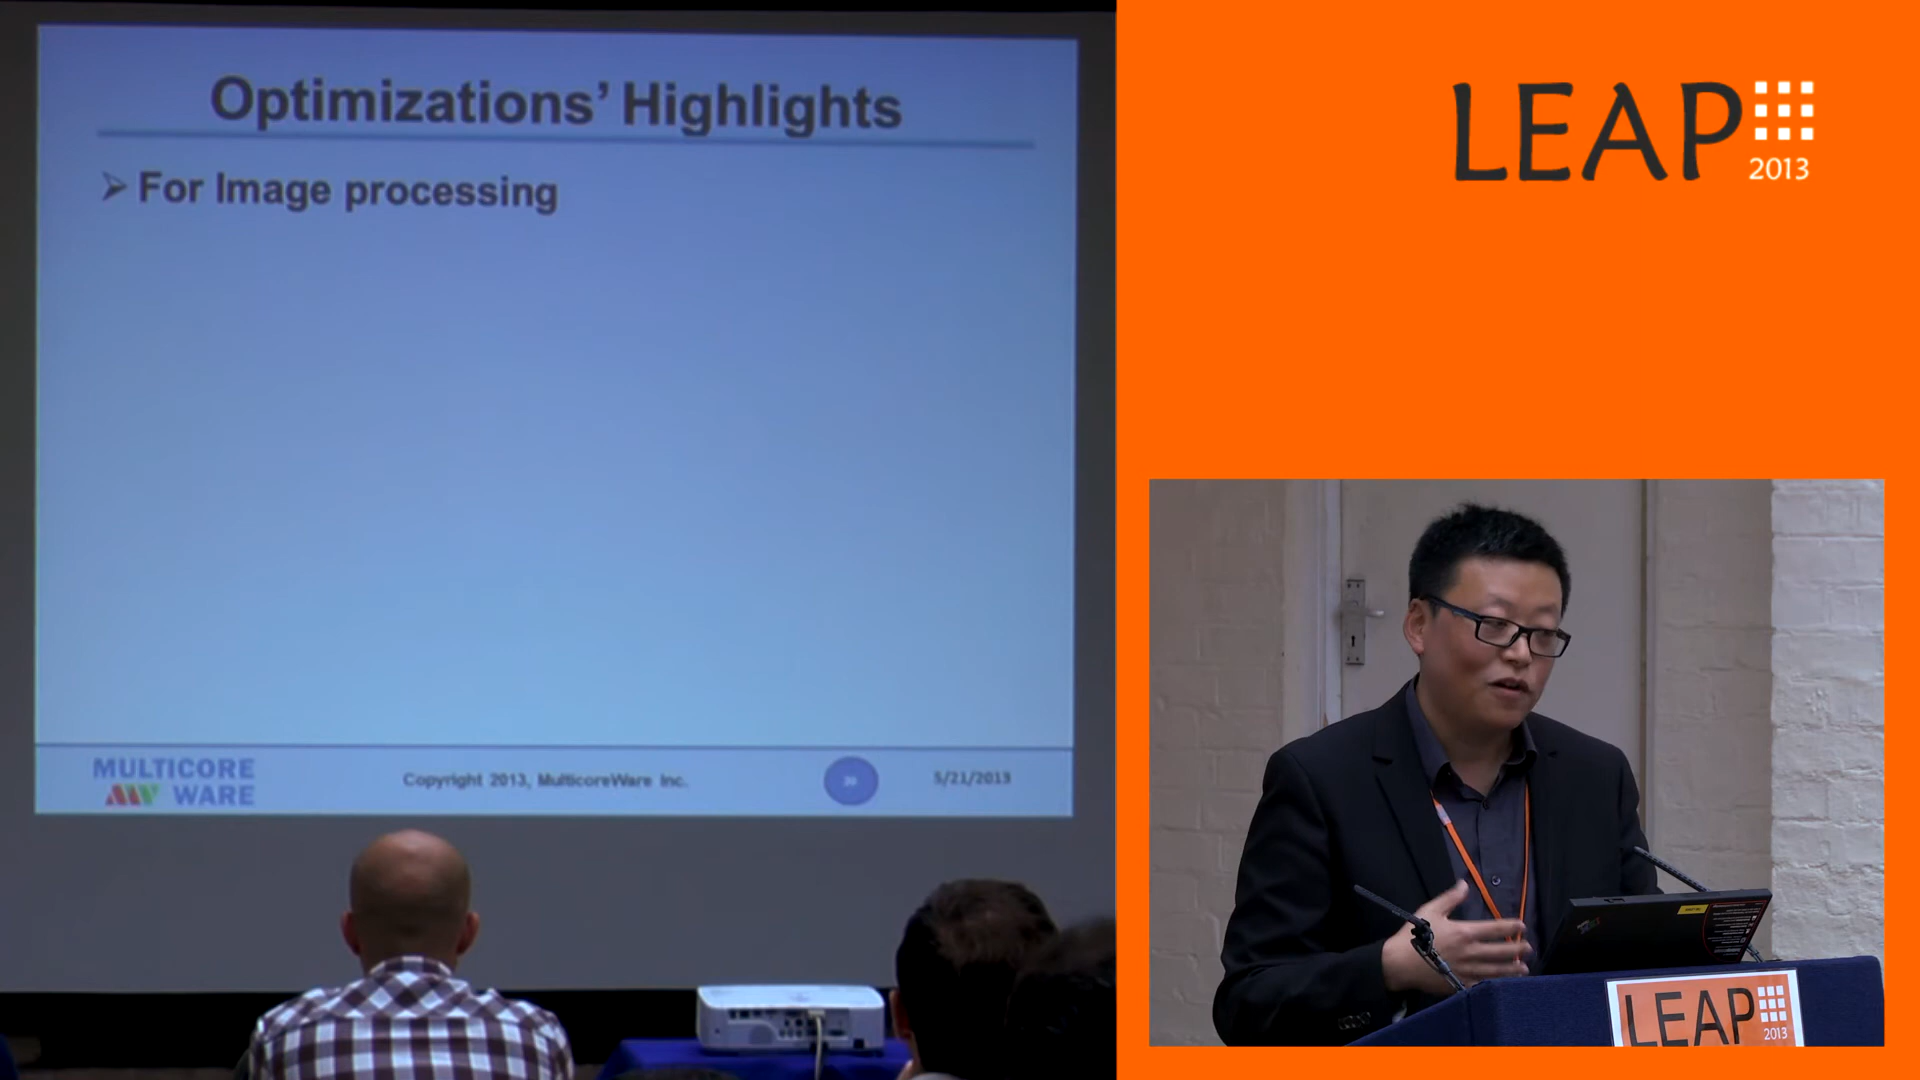 Optimizations' Highlights
➢ For Image processing
MULTICORE
WARE
Copyright 2013, MulticoreWare Inc.
5/21/2013
LEAP
2013
LEAP
2013